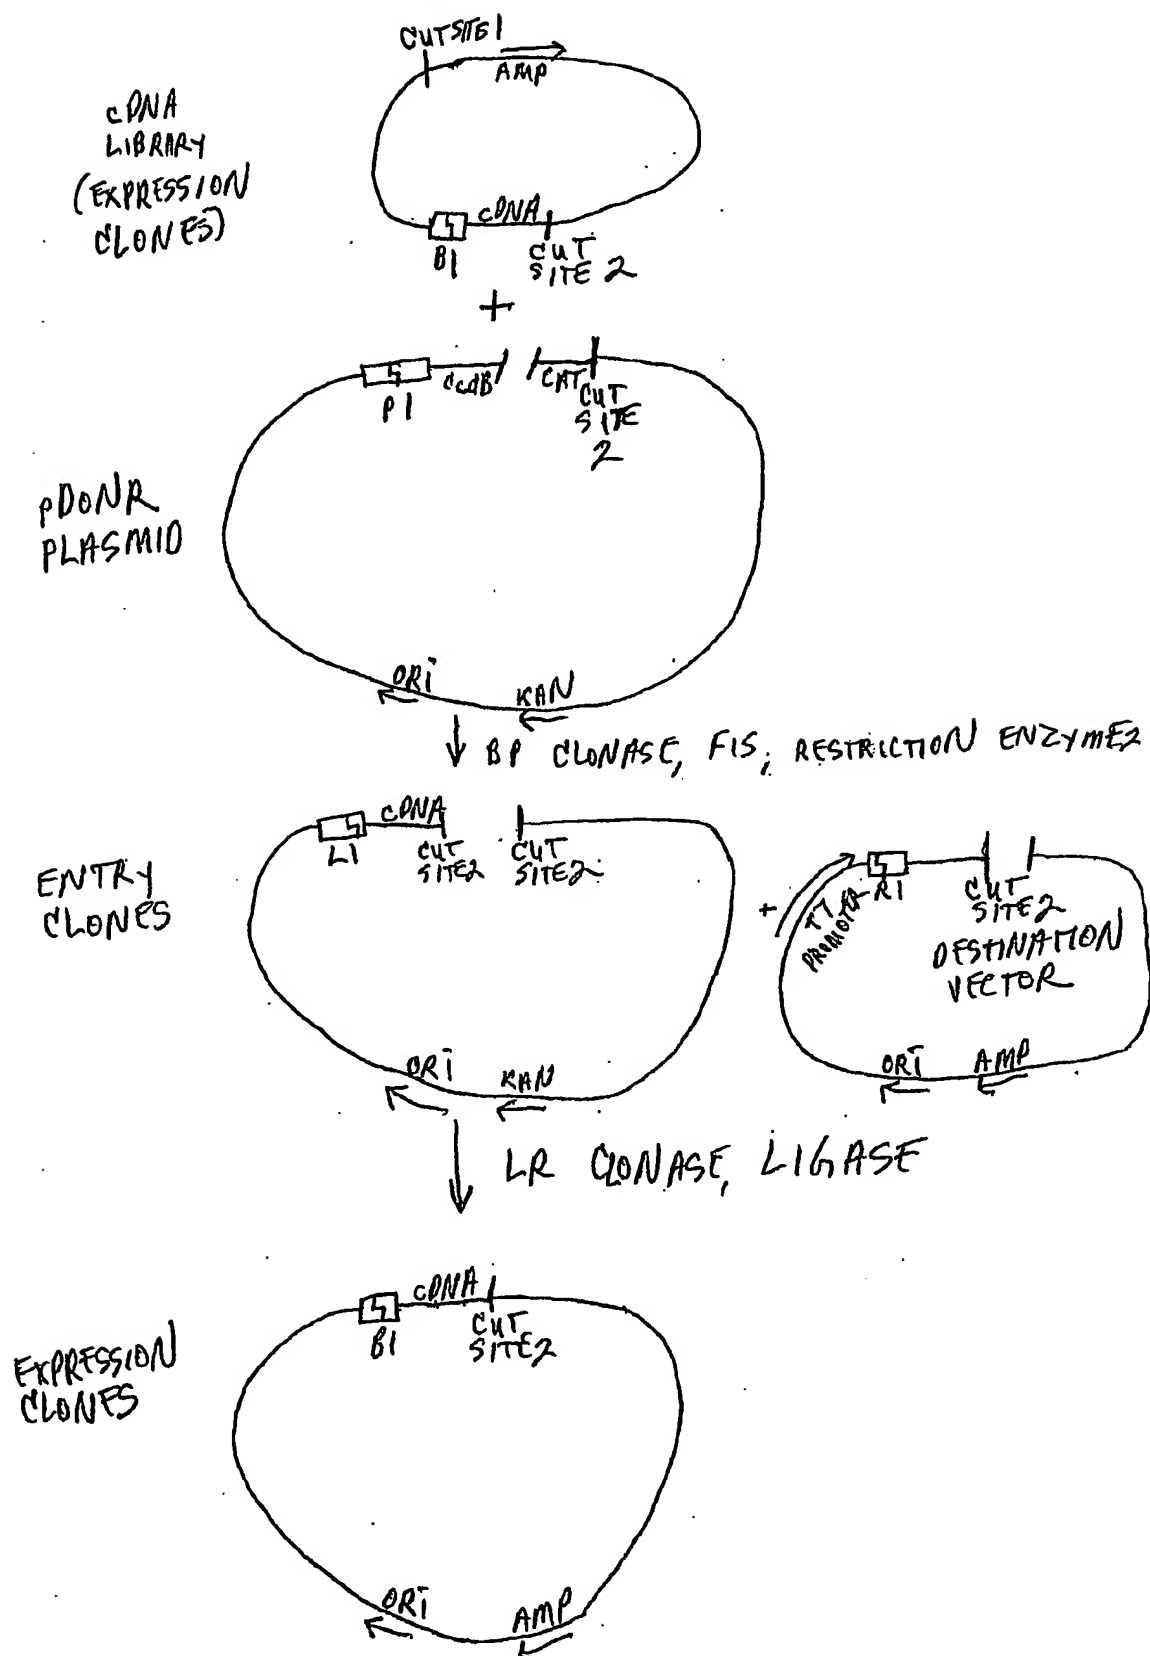 CUT SITE 1
AMP
cDNA
LIBRARY
(EXPRESSION
CLONES)
B1
cDNA
CUT
SITE 2
+
P1
CcdB
CAT
CUT
SITE
2
pDONR
PLASMID
ORI
KAN
BP CLONASE, FIS, RESTRICTION ENZYME2
ENTRY
CLONES
L1
cDNA
CUT
SITE2
CUT
SITE2
ORI
KAN
+
T7
PROMOTER
R1
CUT
SITE2
DESTINATION
VECTOR
ORI
AMP
LR CLONASE, LIGASE
EXPRESSION
CLONES
B1
cDNA
CUT
SITE2
ORI
AMP